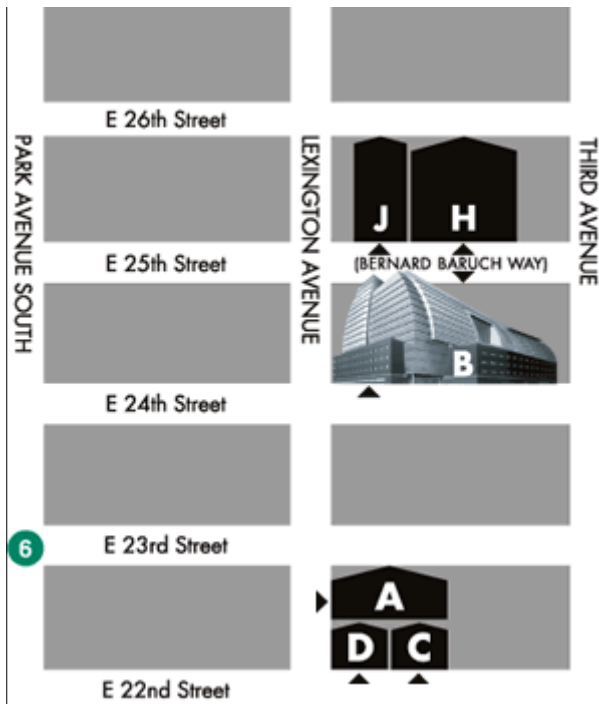 E 26th Street
PARK AVENUE SOUTH
LEXINGTON AVENUE
THIRD AVENUE
J
H
E 25th Street
(BERNARD BARUCH WAY)
B
E 24th Street
6
E 23rd Street
A
D
C
E 22nd Street